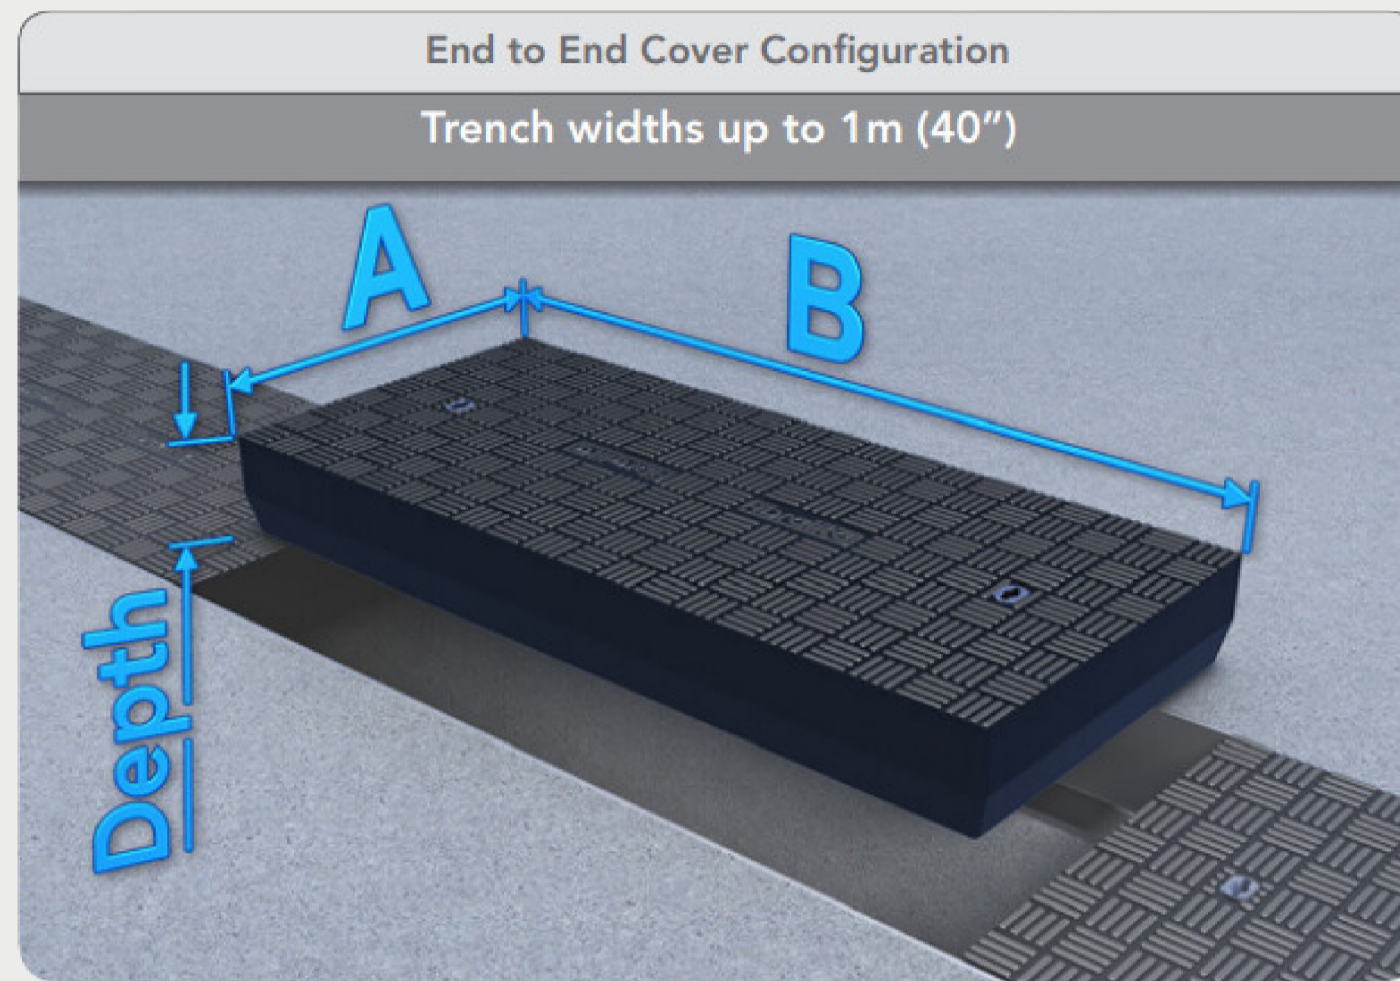 End to End Cover Configuration
Trench widths up to 1m (40”)
A
B
Depth